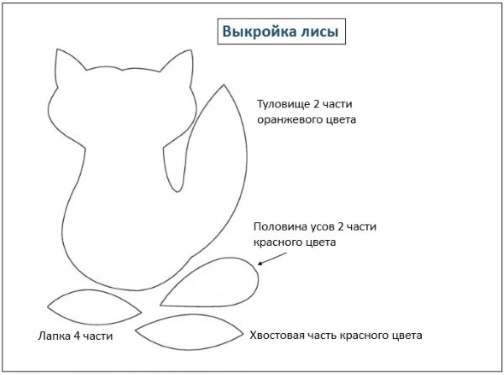 Выкройка лисы
Туловище 2 части
оранжевого цвета
Половина усов 2 части
красного цвета
Лапка 4 части
Хвостовая часть красного цвета